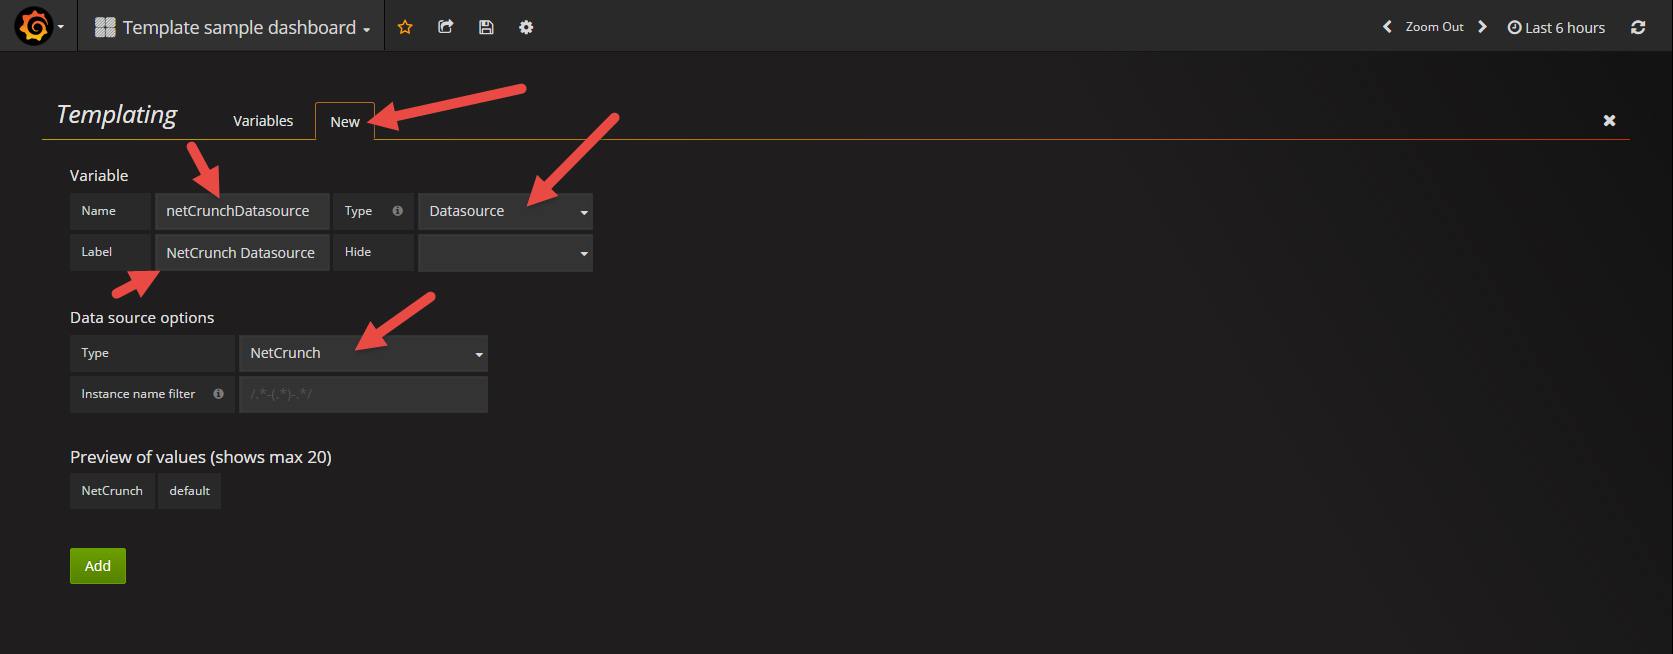 Template sample dashboard
Zoom Out
Last 6 hours
Templating
Variables
New
Variable
Name netCrunchDatasource Type Datasource
Label NetCrunch Datasource Hide
Data source options
Type NetCrunch
Instance name filter /.*-(.*)-.*/
Preview of values (shows max 20)
NetCrunch default
Add